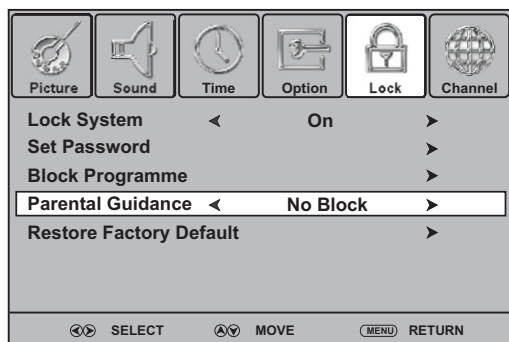 Picture Sound Time Option Lock Channel
Lock System On
Set Password
Block Programme
Parental Guidance No Block
Restore Factory Default
SELECT MOVE MENU RETURN